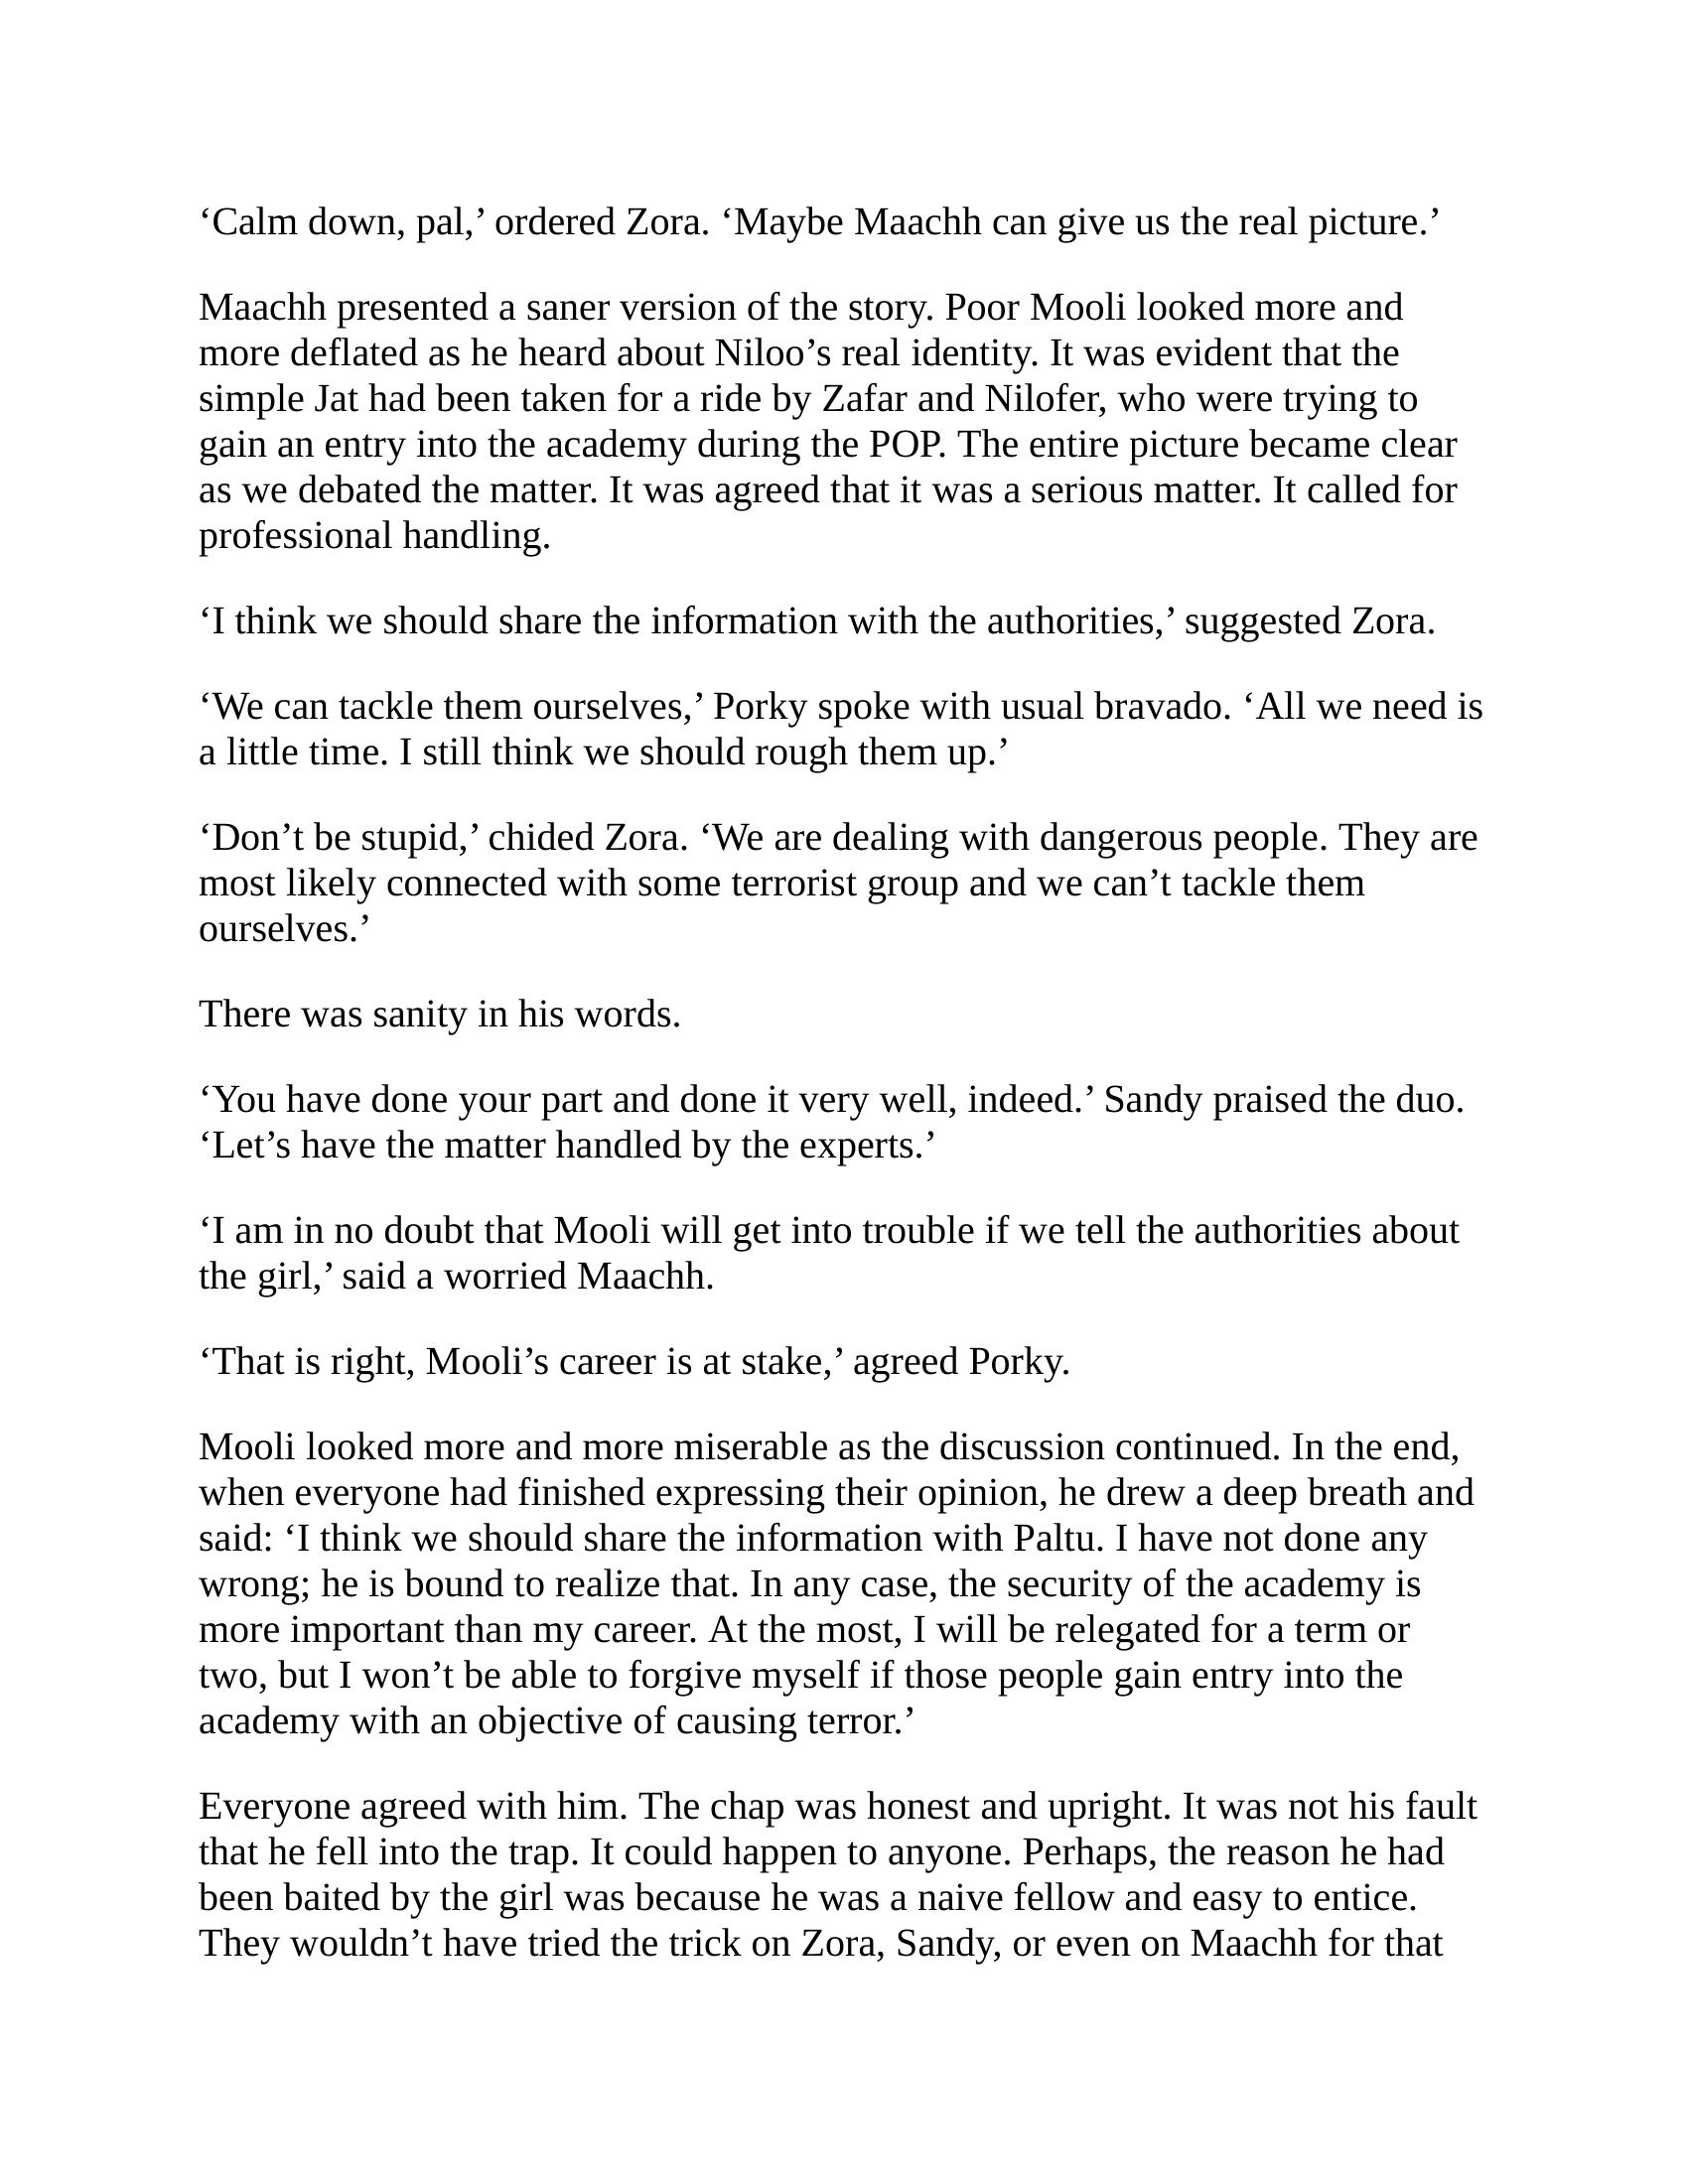 ‘Calm down, pal,’ ordered Zora. ‘Maybe Maachh can give us the real picture.’
Maachh presented a saner version of the story. Poor Mooli looked more and
more deflated as he heard about Niloo’s real identity. It was evident that the
simple Jat had been taken for a ride by Zafar and Nilofer, who were trying to
gain an entry into the academy during the POP. The entire picture became clear
as we debated the matter. It was agreed that it was a serious matter. It called for
professional handling.
‘I think we should share the information with the authorities,’ suggested Zora.
‘We can tackle them ourselves,’ Porky spoke with usual bravado. ‘All we need is
a little time. I still think we should rough them up.’
‘Don’t be stupid,’ chided Zora. ‘We are dealing with dangerous people. They are
most likely connected with some terrorist group and we can’t tackle them
ourselves.’
There was sanity in his words.
‘You have done your part and done it very well, indeed.’ Sandy praised the duo.
‘Let’s have the matter handled by the experts.’
‘I am in no doubt that Mooli will get into trouble if we tell the authorities about
the girl,’ said a worried Maachh.
‘That is right, Mooli’s career is at stake,’ agreed Porky.
Mooli looked more and more miserable as the discussion continued. In the end,
when everyone had finished expressing their opinion, he drew a deep breath and
said: ‘I think we should share the information with Paltu. I have not done any
wrong; he is bound to realize that. In any case, the security of the academy is
more important than my career. At the most, I will be relegated for a term or
two, but I won’t be able to forgive myself if those people gain entry into the
academy with an objective of causing terror.’
Everyone agreed with him. The chap was honest and upright. It was not his fault
that he fell into the trap. It could happen to anyone. Perhaps, the reason he had
been baited by the girl was because he was a naive fellow and easy to entice.
They wouldn’t have tried the trick on Zora, Sandy, or even on Maachh for that